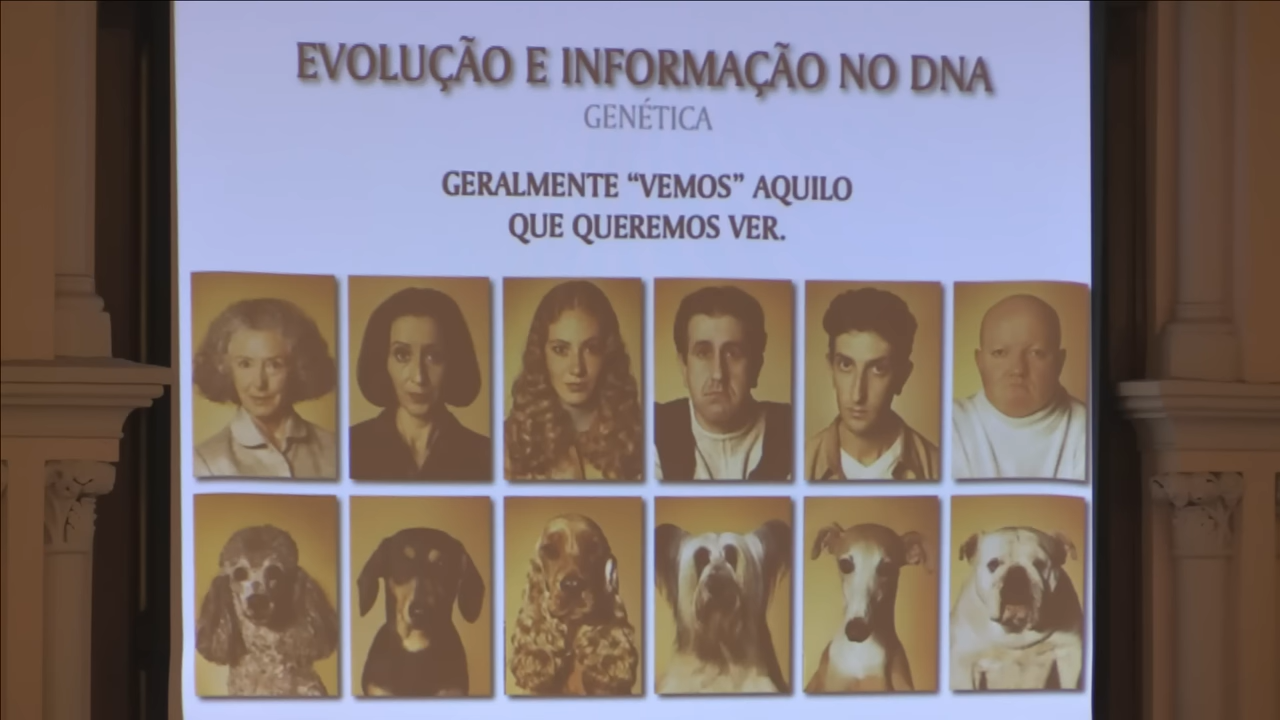 EVOLUÇÃO E INFORMAÇÃO NO DNA
GENÉTICA
GERALMENTE “VEMOS” AQUILO
QUE QUEREMOS VER.